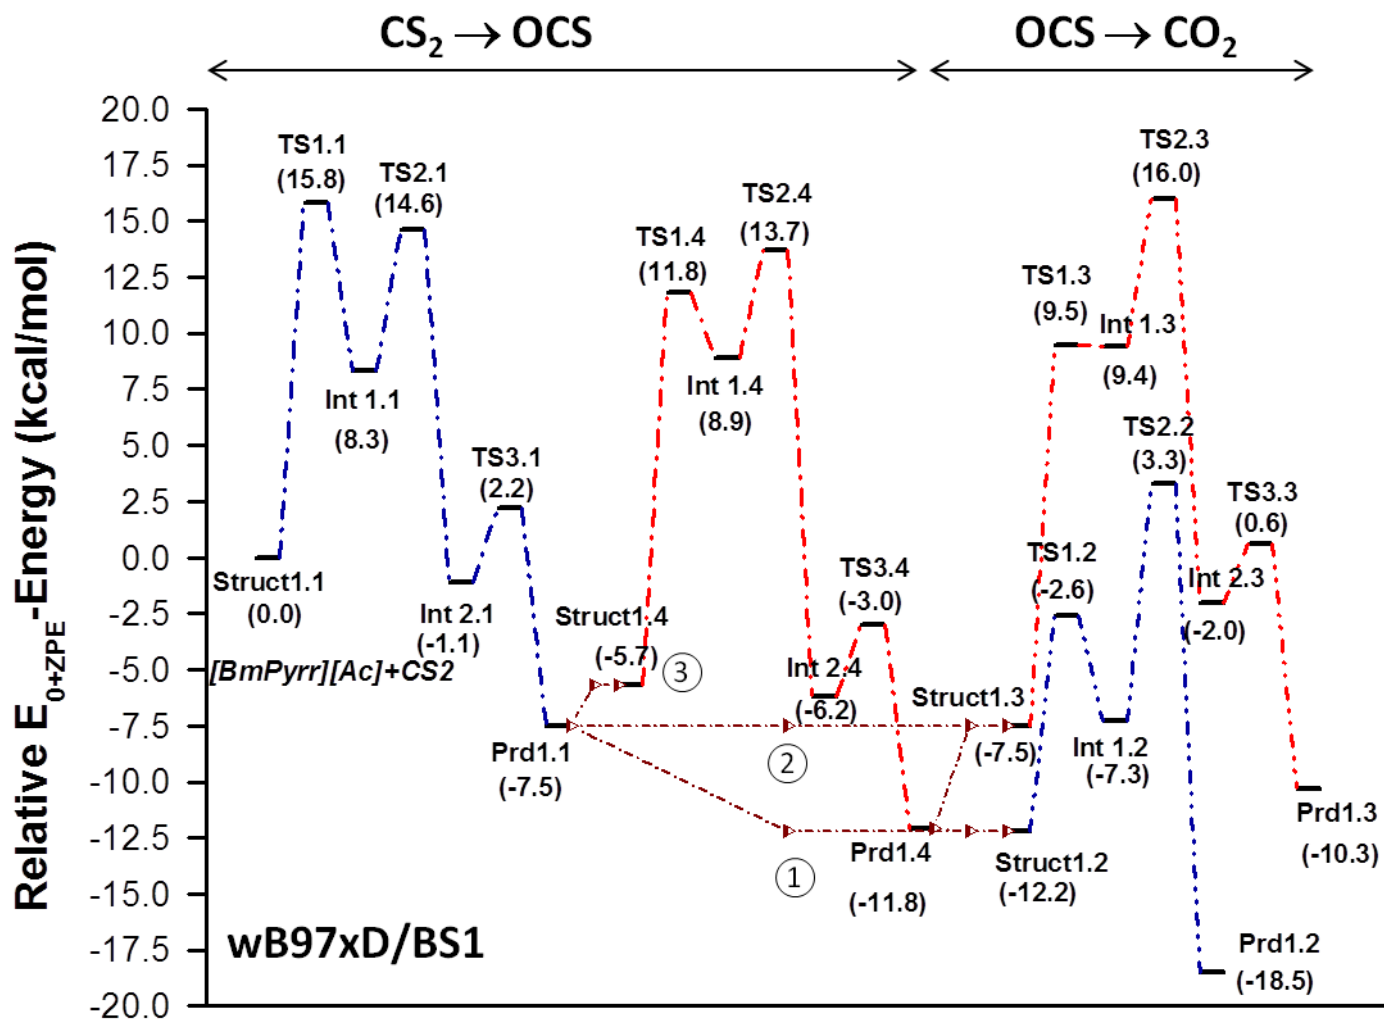 CS₂ → OCS
OCS → CO₂
Relative E₀₊ZPE-Energy (kcal/mol)
20.0
17.5
15.0
12.5
10.0
7.5
5.0
2.5
0.0
-2.5
-5.0
-7.5
-10.0
-12.5
-15.0
-17.5
-20.0
TS1.1
(15.8)
TS2.1
(14.6)
Int 1.1
(8.3)
TS3.1
(2.2)
Struct1.1
(0.0)
Int 2.1
(-1.1)
[BmPyrr][Ac]+CS2
Prd1.1
(-7.5)
Struct1.4
(-5.7)
3
TS1.4
(11.8)
TS2.4
(13.7)
Int 1.4
(8.9)
TS3.4
(-3.0)
Int 2.4
(-6.2)
2
1
Prd1.4
(-11.8)
Struct1.3
(-7.5)
Struct1.2
(-12.2)
TS2.3
(16.0)
TS1.3
(9.5)
Int 1.3
(9.4)
TS2.2
(3.3)
TS1.2
(-2.6)
Int 1.2
(-7.3)
TS3.3
(0.6)
Int 2.3
(-2.0)
Prd1.3
(-10.3)
Prd1.2
(-18.5)
wB97xD/BS1